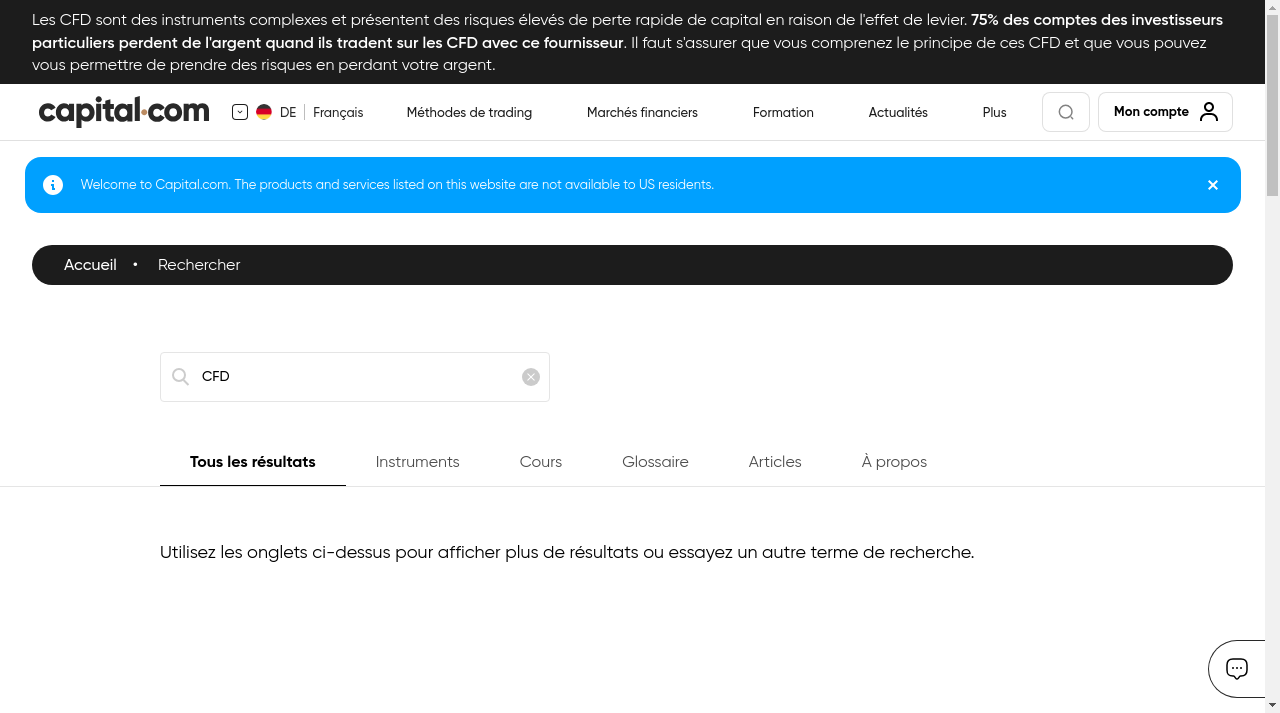 Les CFD sont des instruments complexes et présentent des risques élevés de perte rapide de capital en raison de l'effet de levier. 75% des comptes des investisseurs
particuliers perdent de l'argent quand ils tradent sur les CFD avec ce fournisseur. Il faut s'assurer que vous comprenez le principe de ces CFD et que vous pouvez
vous permettre de prendre des risques en perdant votre argent.
capital.com DE Français Méthodes de trading Marchés financiers Formation Actualités Plus Mon compte
Welcome to Capital.com. The products and services listed on this website are not available to US residents.
Accueil • Rechercher
CFD
Tous les résultats Instruments Cours Glossaire Articles À propos
Utilisez les onglets ci-dessus pour afficher plus de résultats ou essayez un autre terme de recherche.